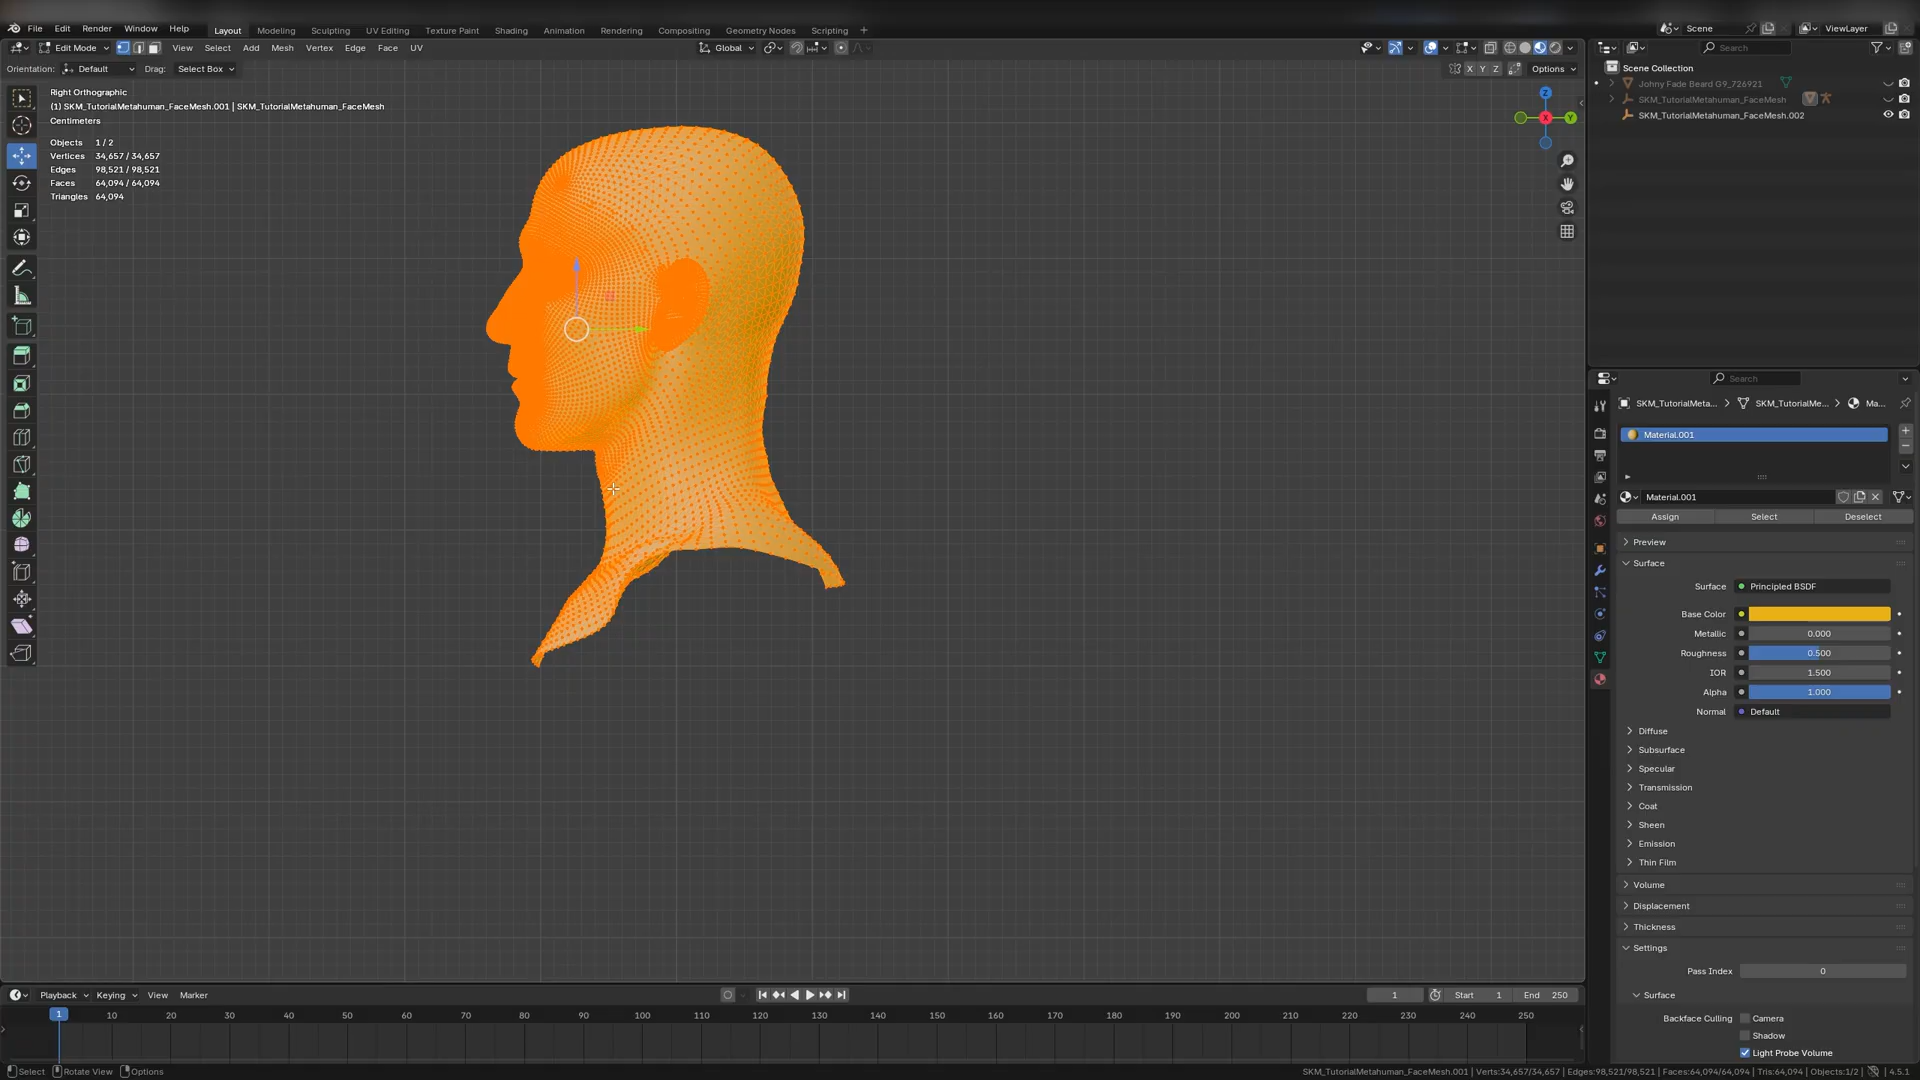 File Edit Render Window Help Layout Modeling Sculpting UV Editing Texture Paint Shading Animation Rendering Compositing Geometry Nodes Scripting + Scene ViewLayer
Edit Mode View Select Add Mesh Vertex Edge Face UV Global Search
Orientation: Default Drag: Select Box X Y Z Options
Scene Collection
Johny Fade Beard G9_726921
SKM_TutorialMetahuman_FaceMesh
SKM_TutorialMetahuman_FaceMesh.002
Right Orthographic
(1) SKM_TutorialMetahuman_FaceMesh.001 | SKM_TutorialMetahuman_FaceMesh
Centimeters
Objects 1 / 2
Vertices 34,657 / 34,657
Edges 98,521 / 98,521
Faces 64,094 / 64,094
Triangles 64,094
Z
X
Y
Search
SKM_TutorialMeta... SKM_TutorialMe... Ma...
Material.001
Material.001
Assign Select Deselect
Preview
Surface
Surface Principled BSDF
Base Color
Metallic 0.000
Roughness 0.500
IOR 1.500
Alpha 1.000
Normal Default
Diffuse
Subsurface
Specular
Transmission
Coat
Sheen
Emission
Thin Film
Volume
Displacement
Thickness
Settings
Pass Index 0
Surface
Backface Culling Camera
Shadow
Light Probe Volume
Playback Keying View Marker 1 Start 1 End 250
1 10 20 30 40 50 60 70 80 90 100 110 120 130 140 150 160 170 180 190 200 210 220 230 240 250
Select Rotate View Options SKM_TutorialMetahuman_FaceMesh.001 | Verts:34,657/34,657 | Edges:98,521/98,521 | Faces:64,094/64,094 | Tris:64,094 | Objects:1/2 | 4.5.1